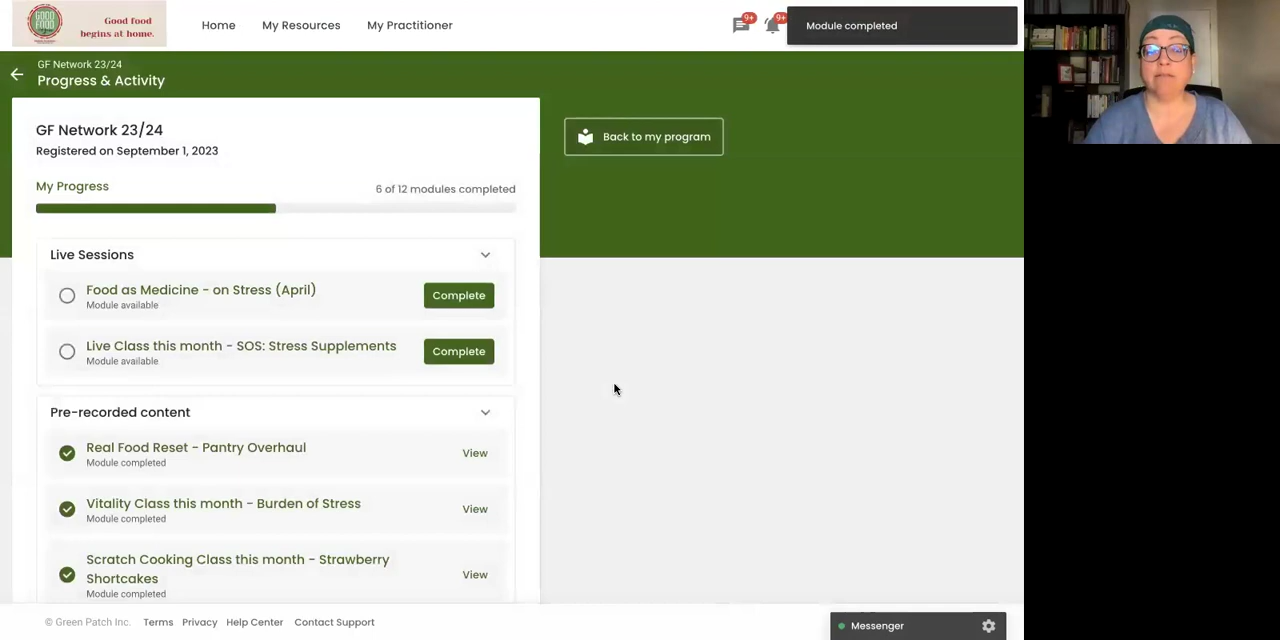 GOOD
FOOD
Good food
begins at home.
Home
My Resources
My Practitioner
9+
9+
Module completed
GF Network 23/24
Progress & Activity
GF Network 23/24
Registered on September 1, 2023
Back to my program
My Progress
6 of 12 modules completed
Live Sessions
Food as Medicine - on Stress (April)
Module available
Complete
Live Class this month - SOS: Stress Supplements
Module available
Complete
Pre-recorded content
Real Food Reset - Pantry Overhaul
Module completed
View
Vitality Class this month - Burden of Stress
Module completed
View
Scratch Cooking Class this month - Strawberry
Shortcakes
Module completed
View
© Green Patch Inc.
Terms
Privacy
Help Center
Contact Support
Messenger